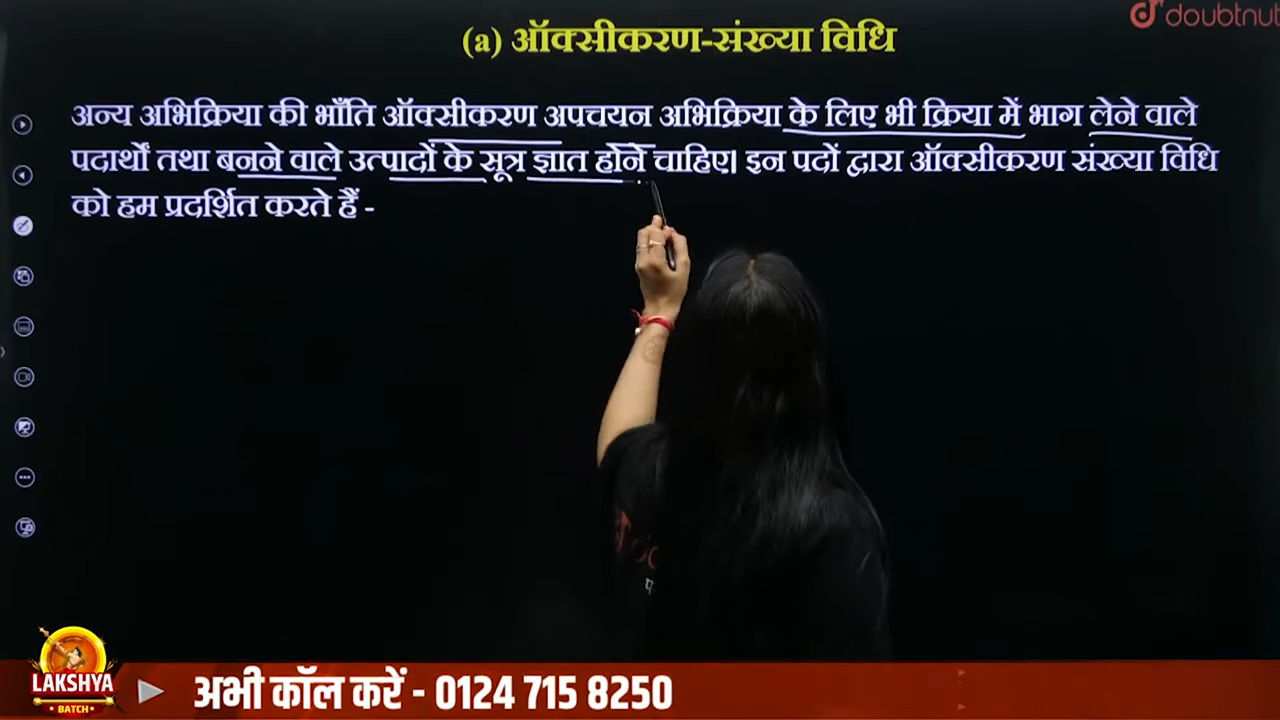 doubtnut
(a) ऑक्सीकरण-संख्या विधि
अन्य अभिक्रिया की भाँति ऑक्सीकरण अपचयन अभिक्रिया के लिए भी क्रिया में भाग लेने वाले
पदार्थों तथा बनने वाले उत्पादों के सूत्र ज्ञात होने चाहिए। इन पदों द्वारा ऑक्सीकरण संख्या विधि
को हम प्रदर्शित करते हैं -
LAKSHYA
BATCH
अभी कॉल करें - 0124 715 8250